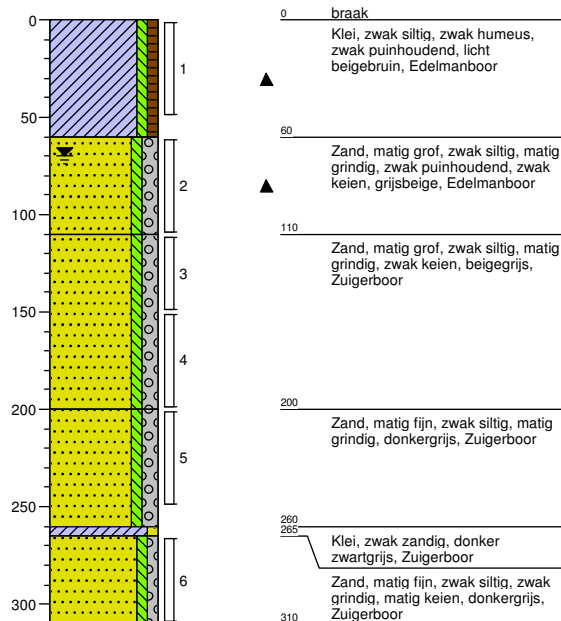 0
50
100
150
200
250
300
1
2
3
4
5
6
0
braak
Klei, zwak siltig, zwak humeus,
zwak puinhoudend, licht
beigebruin, Edelmanboor
60
Zand, matig grof, zwak siltig, matig
grindig, zwak puinhoudend, zwak
keien, grijsbeige, Edelmanboor
110
Zand, matig grof, zwak siltig, matig
grindig, zwak keien, beigegrijs,
Zuigerboor
200
Zand, matig fijn, zwak siltig, matig
grindig, donkergrijs, Zuigerboor
260
265
Klei, zwak zandig, donker
zwartgrijs, Zuigerboor
Zand, matig fijn, zwak siltig, zwak
grindig, matig keien, donkergrijs,
Zuigerboor
310